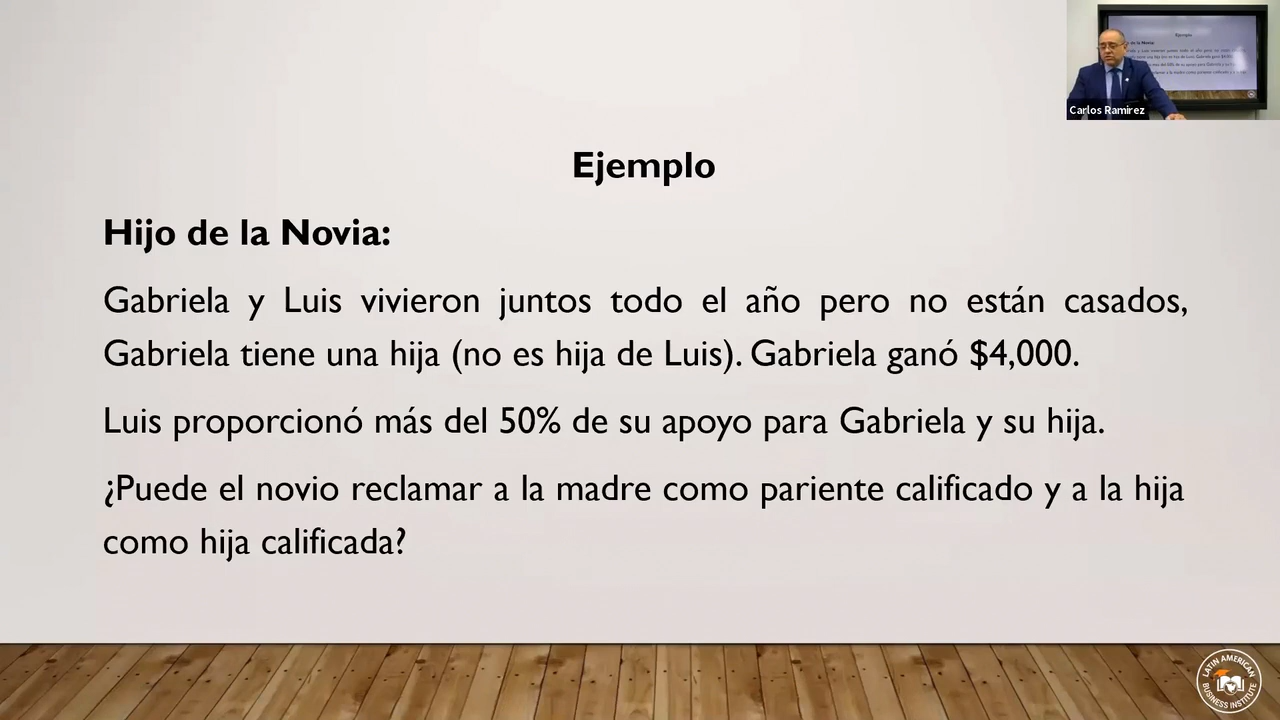 Ejemplo
Carlos Ramirez
Ejemplo
Hijo de la Novia:
Gabriela y Luis vivieron juntos todo el año pero no están casados,
Gabriela tiene una hija (no es hija de Luis). Gabriela ganó $4,000.
Luis proporcionó más del 50% de su apoyo para Gabriela y su hija.
¿Puede el novio reclamar a la madre como pariente calificado y a la hija
como hija calificada?
LATIN AMERICAN
BUSINESS INSTITUTE